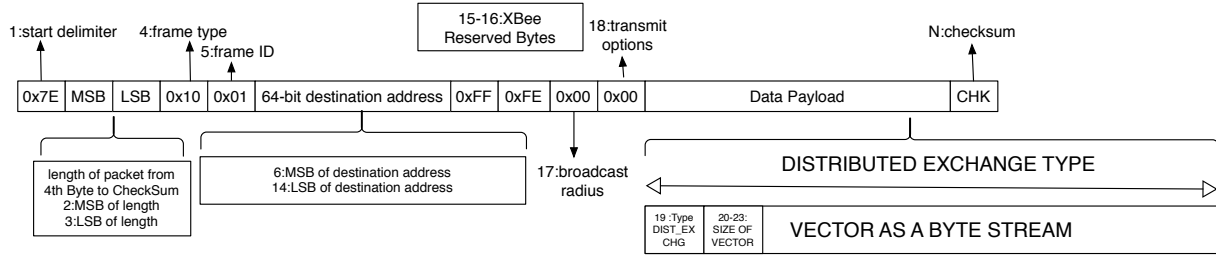 15-16:XBee
Reserved Bytes
18:transmit
options
1:start delimiter
4:frame type
5:frame ID
N:checksum
0x7E MSB LSB 0x10 0x01 64-bit destination address 0xFF 0xFE 0x00 0x00 Data Payload CHK
length of packet from
4th Byte to CheckSum
2:MSB of length
3:LSB of length
6:MSB of destination address
14:LSB of destination address
17:broadcast
radius
DISTRIBUTED EXCHANGE TYPE
19 :Type
DIST_EX
CHG
20-23:
SIZE OF
VECTOR
VECTOR AS A BYTE STREAM